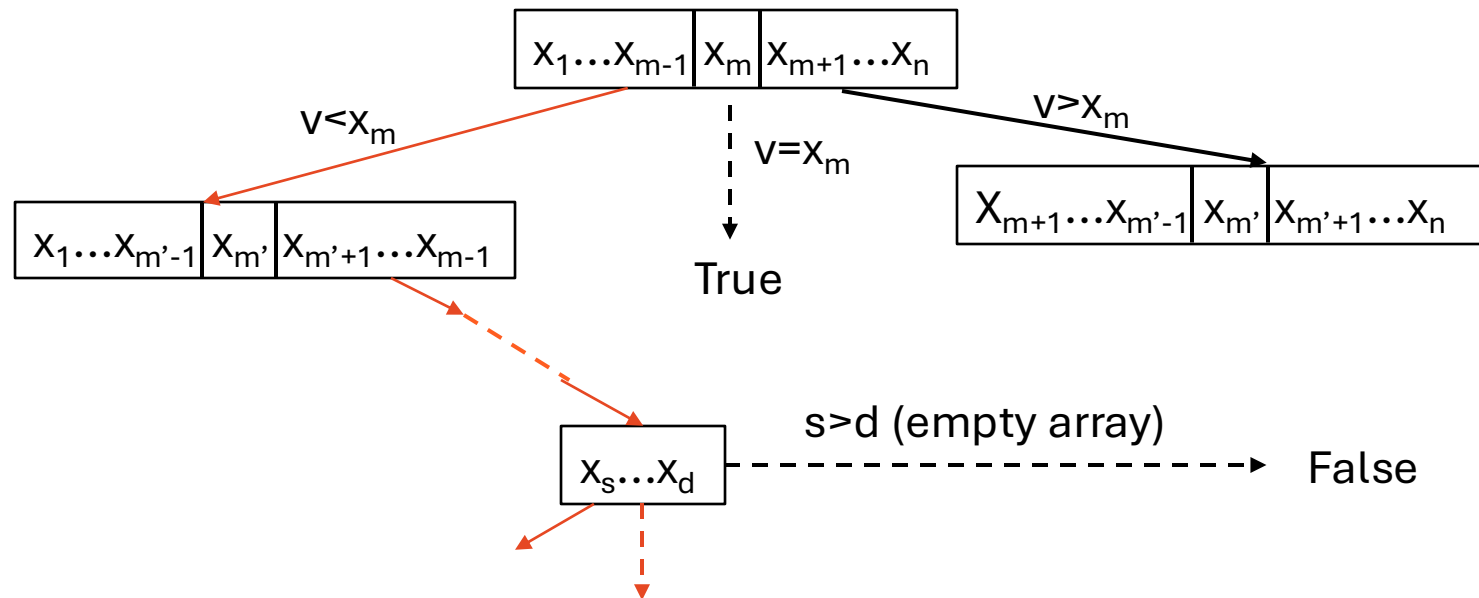 x₁...xₘ₋₁ xₘ xₘ₊₁...xₙ
v<xₘ
v=xₘ
v>xₘ
x₁...xₘ'₋₁ xₘ' xₘ'₊₁...xₘ₋₁
True
Xₘ₊₁...xₘ'₋₁ xₘ' xₘ'₊₁...xₙ
xₛ...x_d
s>d (empty array)
False